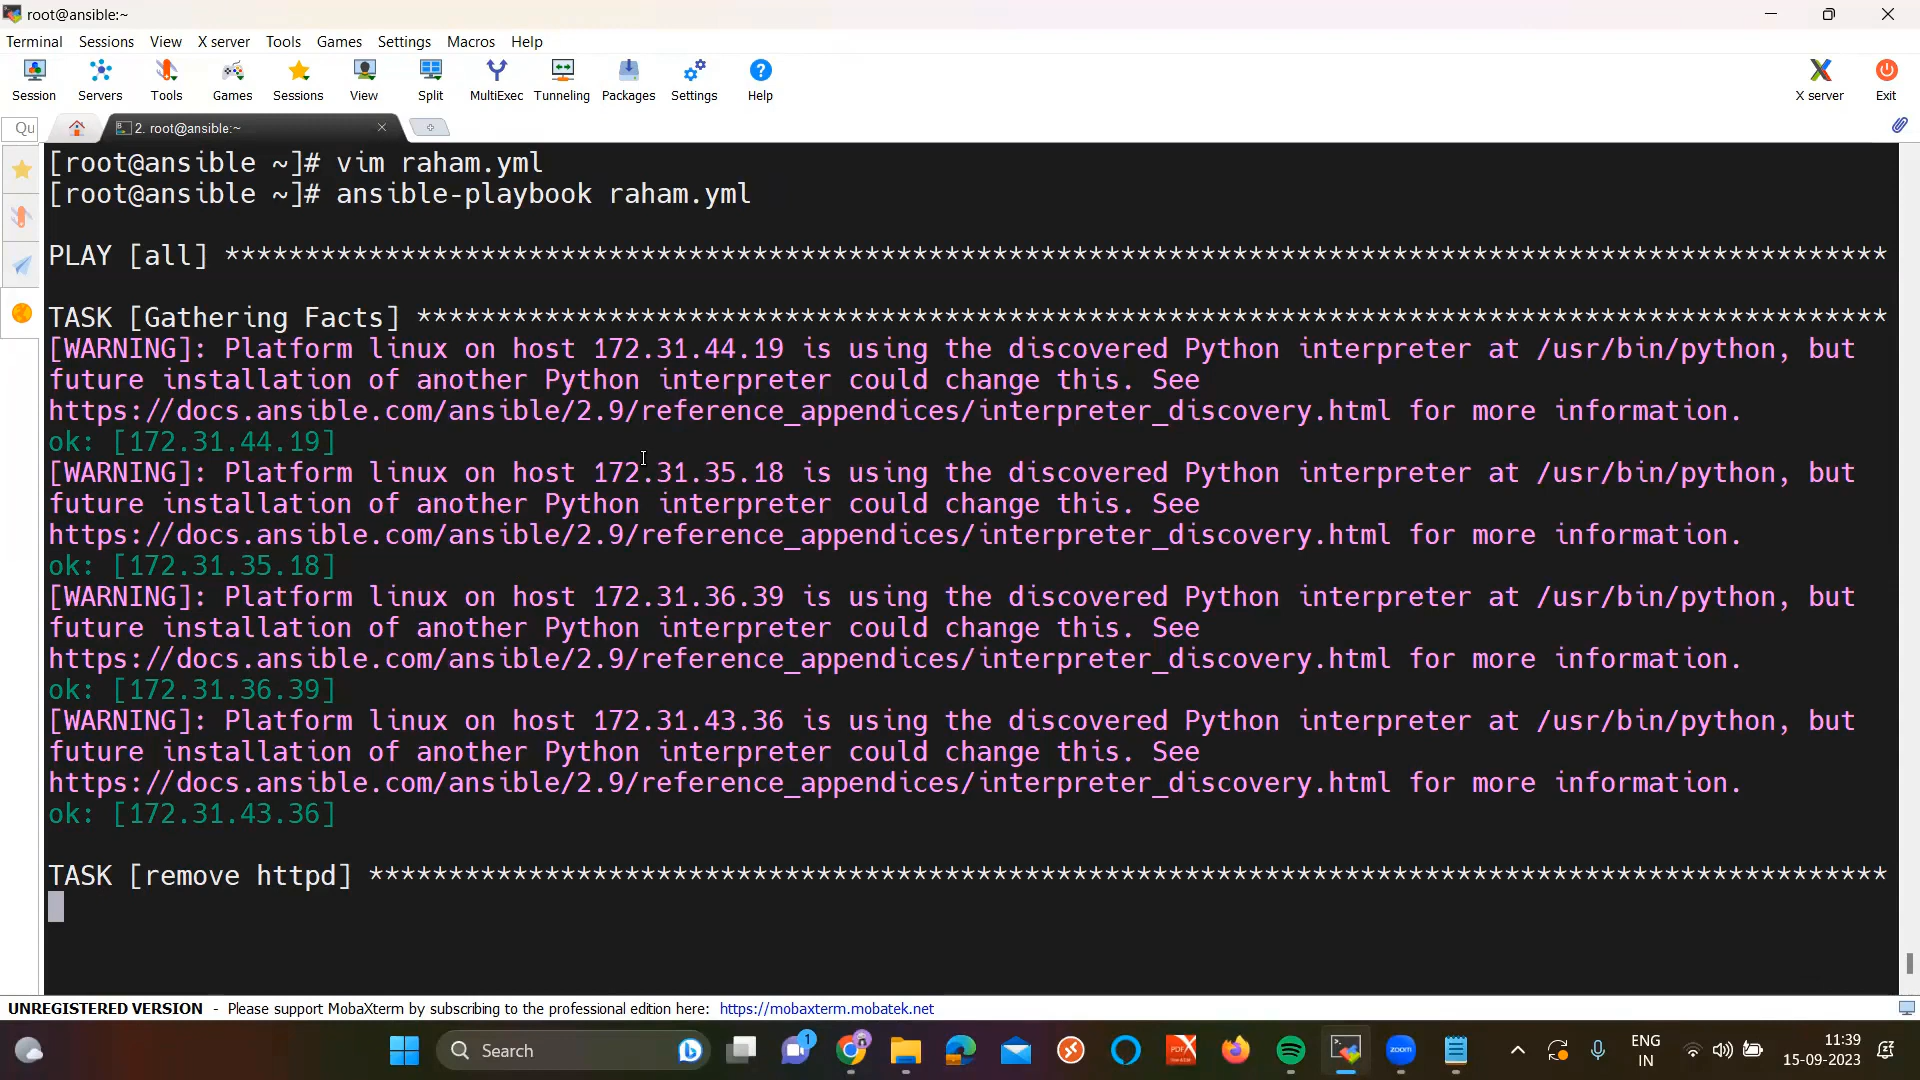 root@ansible:~
Terminal Sessions View X server Tools Games Settings Macros Help
Session Servers Tools Games Sessions View Split MultiExec Tunneling Packages Settings Help X server Exit
Qu 2. root@ansible:~
[root@ansible ~]# vim raham.yml
[root@ansible ~]# ansible-playbook raham.yml
PLAY [all] ********************************************************************************************************
TASK [Gathering Facts] ********************************************************************************************
[WARNING]: Platform linux on host 172.31.44.19 is using the discovered Python interpreter at /usr/bin/python, but
future installation of another Python interpreter could change this. See
https://docs.ansible.com/ansible/2.9/reference_appendices/interpreter_discovery.html for more information.
ok: [172.31.44.19]
[WARNING]: Platform linux on host 172.31.35.18 is using the discovered Python interpreter at /usr/bin/python, but
future installation of another Python interpreter could change this. See
https://docs.ansible.com/ansible/2.9/reference_appendices/interpreter_discovery.html for more information.
ok: [172.31.35.18]
[WARNING]: Platform linux on host 172.31.36.39 is using the discovered Python interpreter at /usr/bin/python, but
future installation of another Python interpreter could change this. See
https://docs.ansible.com/ansible/2.9/reference_appendices/interpreter_discovery.html for more information.
ok: [172.31.36.39]
[WARNING]: Platform linux on host 172.31.43.36 is using the discovered Python interpreter at /usr/bin/python, but
future installation of another Python interpreter could change this. See
https://docs.ansible.com/ansible/2.9/reference_appendices/interpreter_discovery.html for more information.
ok: [172.31.43.36]
TASK [remove httpd] ***********************************************************************************************
UNREGISTERED VERSION - Please support MobaXterm by subscribing to the professional edition here: https://mobaxterm.mobatek.net
Search 1 PDF zoom ENG 11:39
IN 15-09-2023